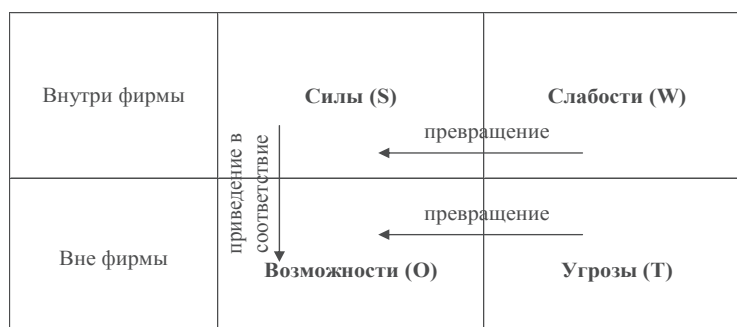 Внутри фирмы
Силы (S)
Слабости (W)
превращение
приведение в
соответствие
превращение
Вне фирмы
Возможности (O)
Угрозы (T)